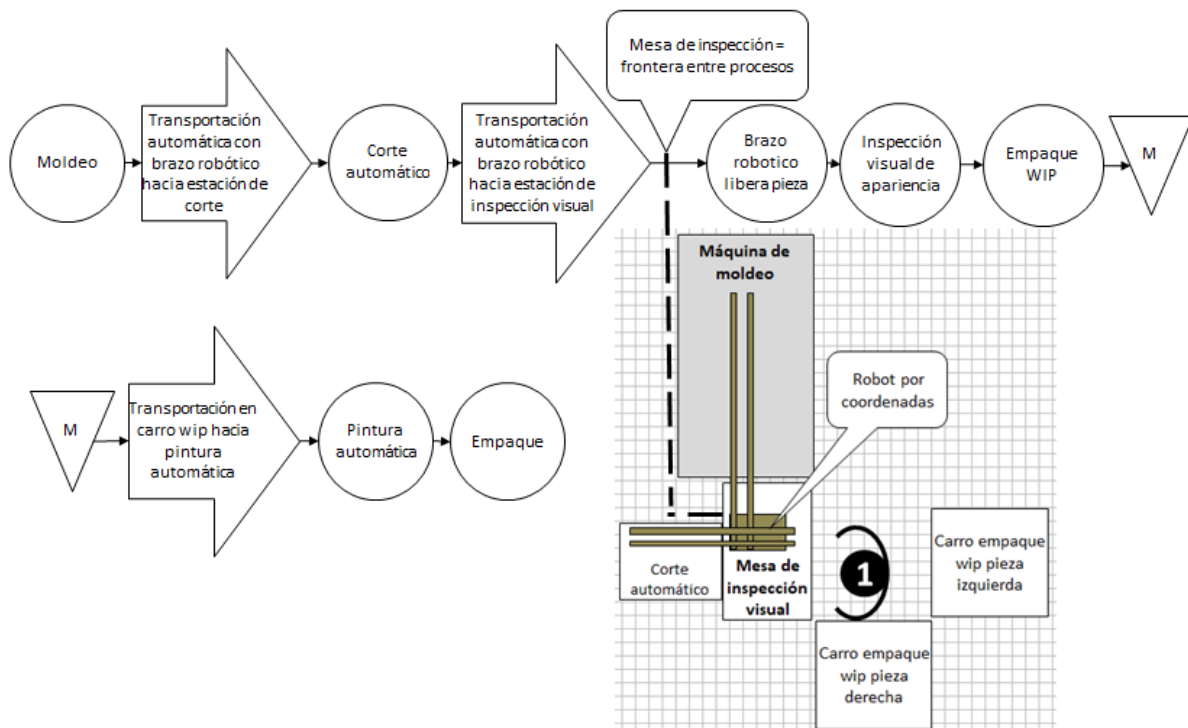 Mesa de inspección =
frontera entre procesos
Moldeo
Transportación
automática con
brazo robótico
hacia estación de
corte
Corte
automático
Transportación
automática con
brazo robótico
hacia estación de
inspección visual
Brazo
robotico
libera pieza
Inspección
visual de
apariencia
Empaque
WIP
M
Máquina de
moldeo
Robot por
coordenadas
M
Transportación en
carro wip hacia
pintura
automática
Pintura
automática
Empaque
Corte
automático
Mesa de
inspección
visual
1
Carro empaque
wip pieza
izquierda
Carro empaque
wip pieza
derecha